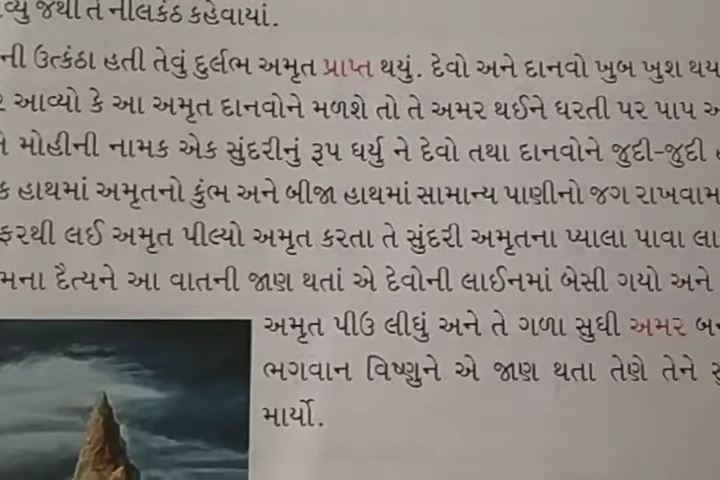 જેથી તે નીલકંઠ કહેવાયાં.
ની ઉત્કંઠા હતી તેવું દુર્લભ અમૃત પ્રાપ્ત થયું. દેવો અને દાનવો ખુબ ખુશ થય
આવ્યો કે આ અમૃત દાનવોને મળશે તો તે અમર થઈને ધરતી પર પાપ
મોહીની નામક એક સુંદરીનું રૂપ ધર્યુ ને દેવો તથા દાનવોને જુદી-જુદી
હાથમાં અમૃતનો કુંભ અને બીજા હાથમાં સામાન્ય પાણીનો જગ રાખવામ
ફરથી લઈ અમૃત પીલ્યો અમૃત કરતા તે સુંદરી અમૃતના પ્યાલા પાવા લા
મના દૈત્યને આ વાતની જાણ થતાં એ દેવોની લાઈનમાં બેસી ગયો અને
અમૃત પીઉ લીધું અને તે ગળા સુધી અમર બ
ભગવાન વિષ્ણુને એ જાણ થતા તેણે તેને
માર્યો.